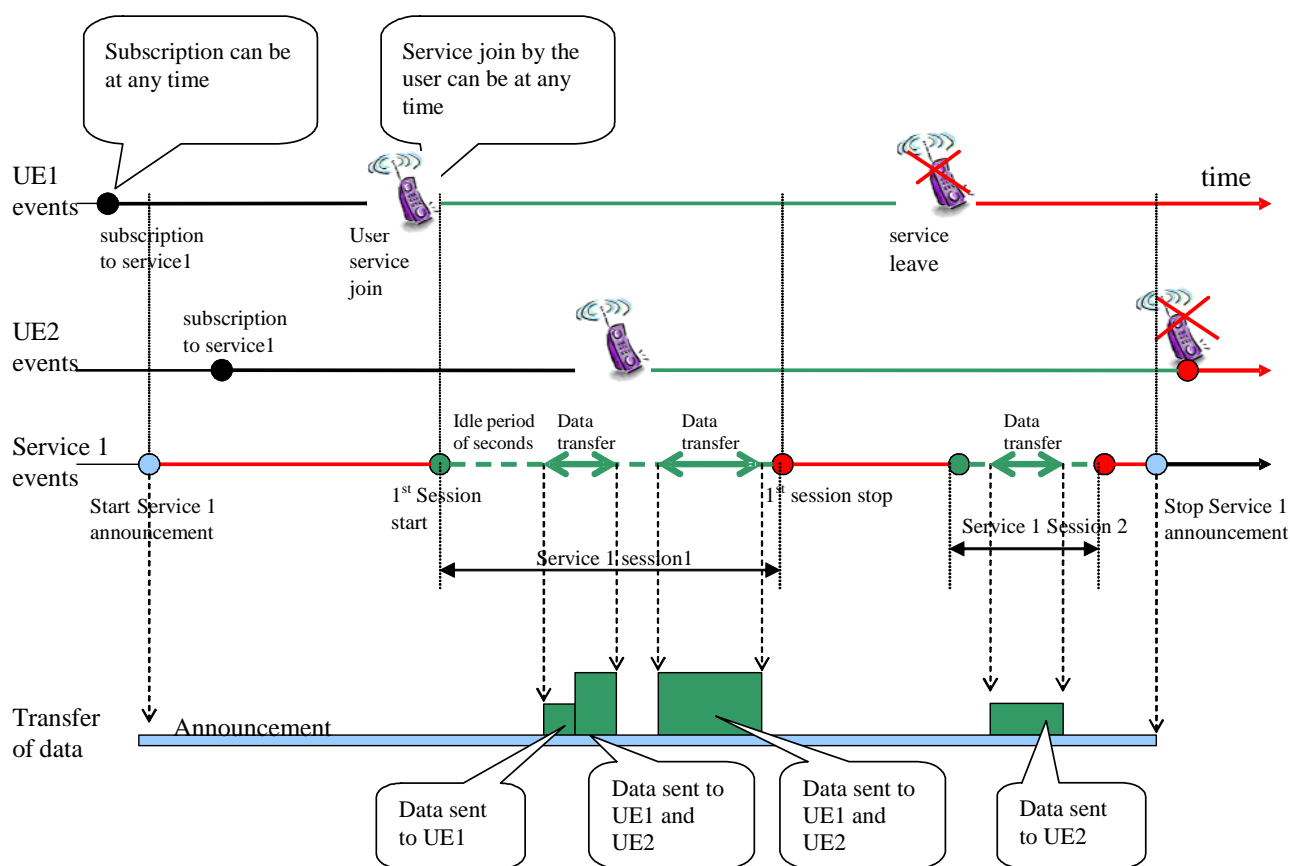 Subscription can be
at any time
Service join by the
user can be at any
time
UE1
events
time
subscription
to service1
User
service
join
service
leave
UE2
events
subscription
to service1
Service 1
events
Idle period
of seconds
Data
transfer
Data
transfer
Data
transfer
Start Service 1
announcement
1st Session
start
1st session stop
Stop Service 1
announcement
Service 1 session1
Service 1 Session 2
Transfer
of data
Announcement
Data sent
to UE1
Data sent to
UE1 and
UE2
Data sent to
UE1 and
UE2
Data sent
to UE2